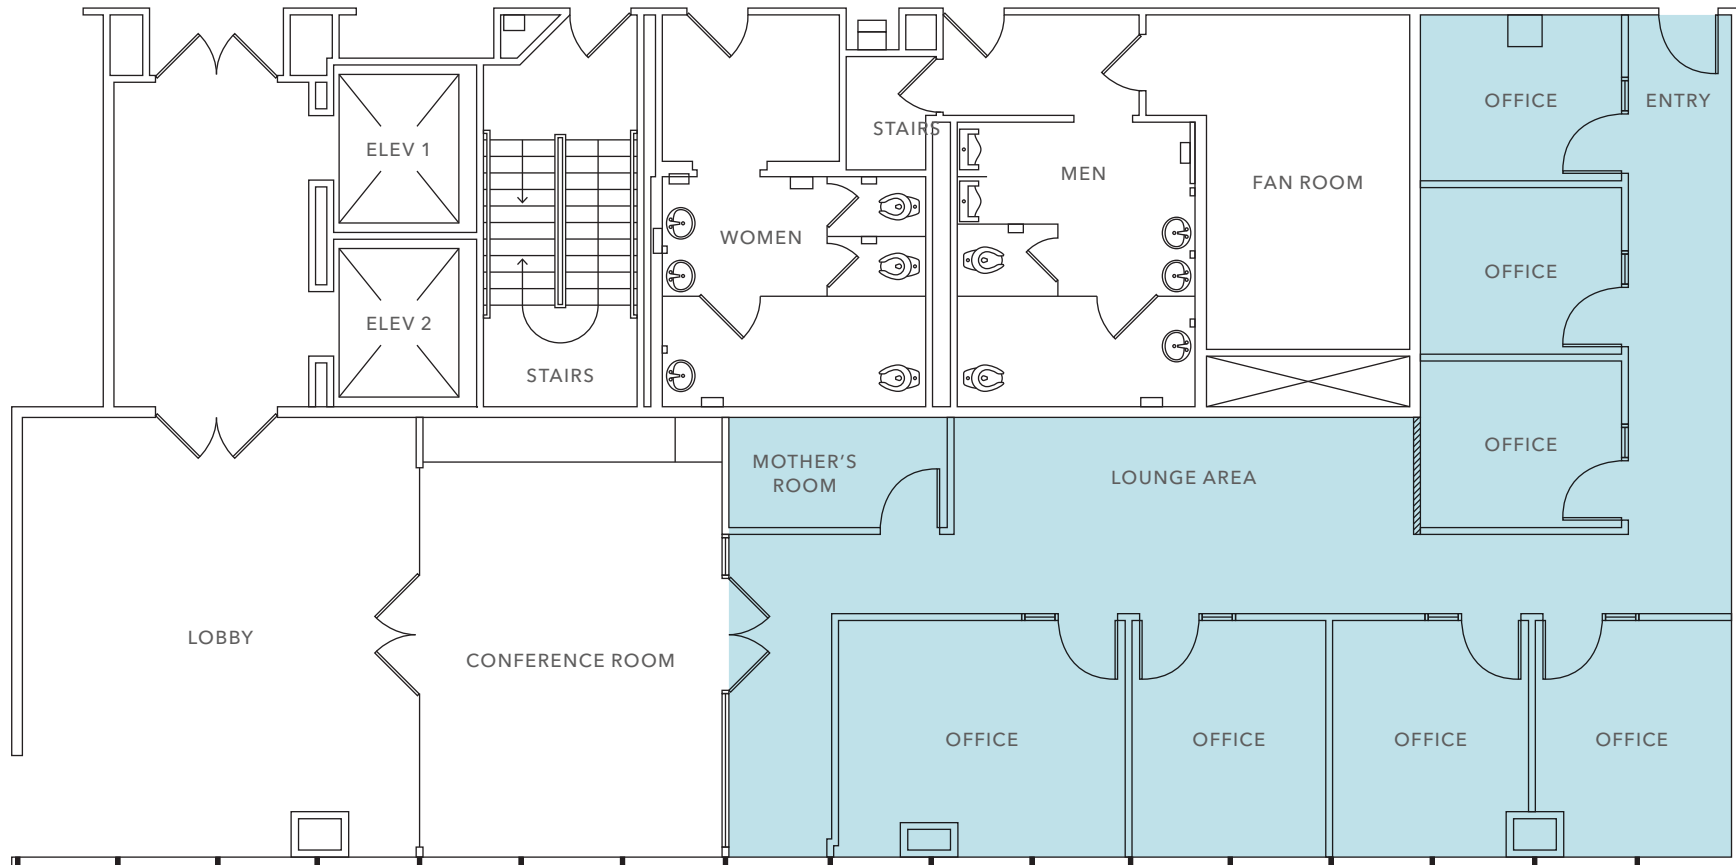 OFFICE
ENTRY
STAIRS
ELEV 1
MEN
FAN ROOM
WOMEN
OFFICE
ELEV 2
STAIRS
OFFICE
MOTHER'S
ROOM
LOUNGE AREA
LOBBY
CONFERENCE ROOM
OFFICE
OFFICE
OFFICE
OFFICE